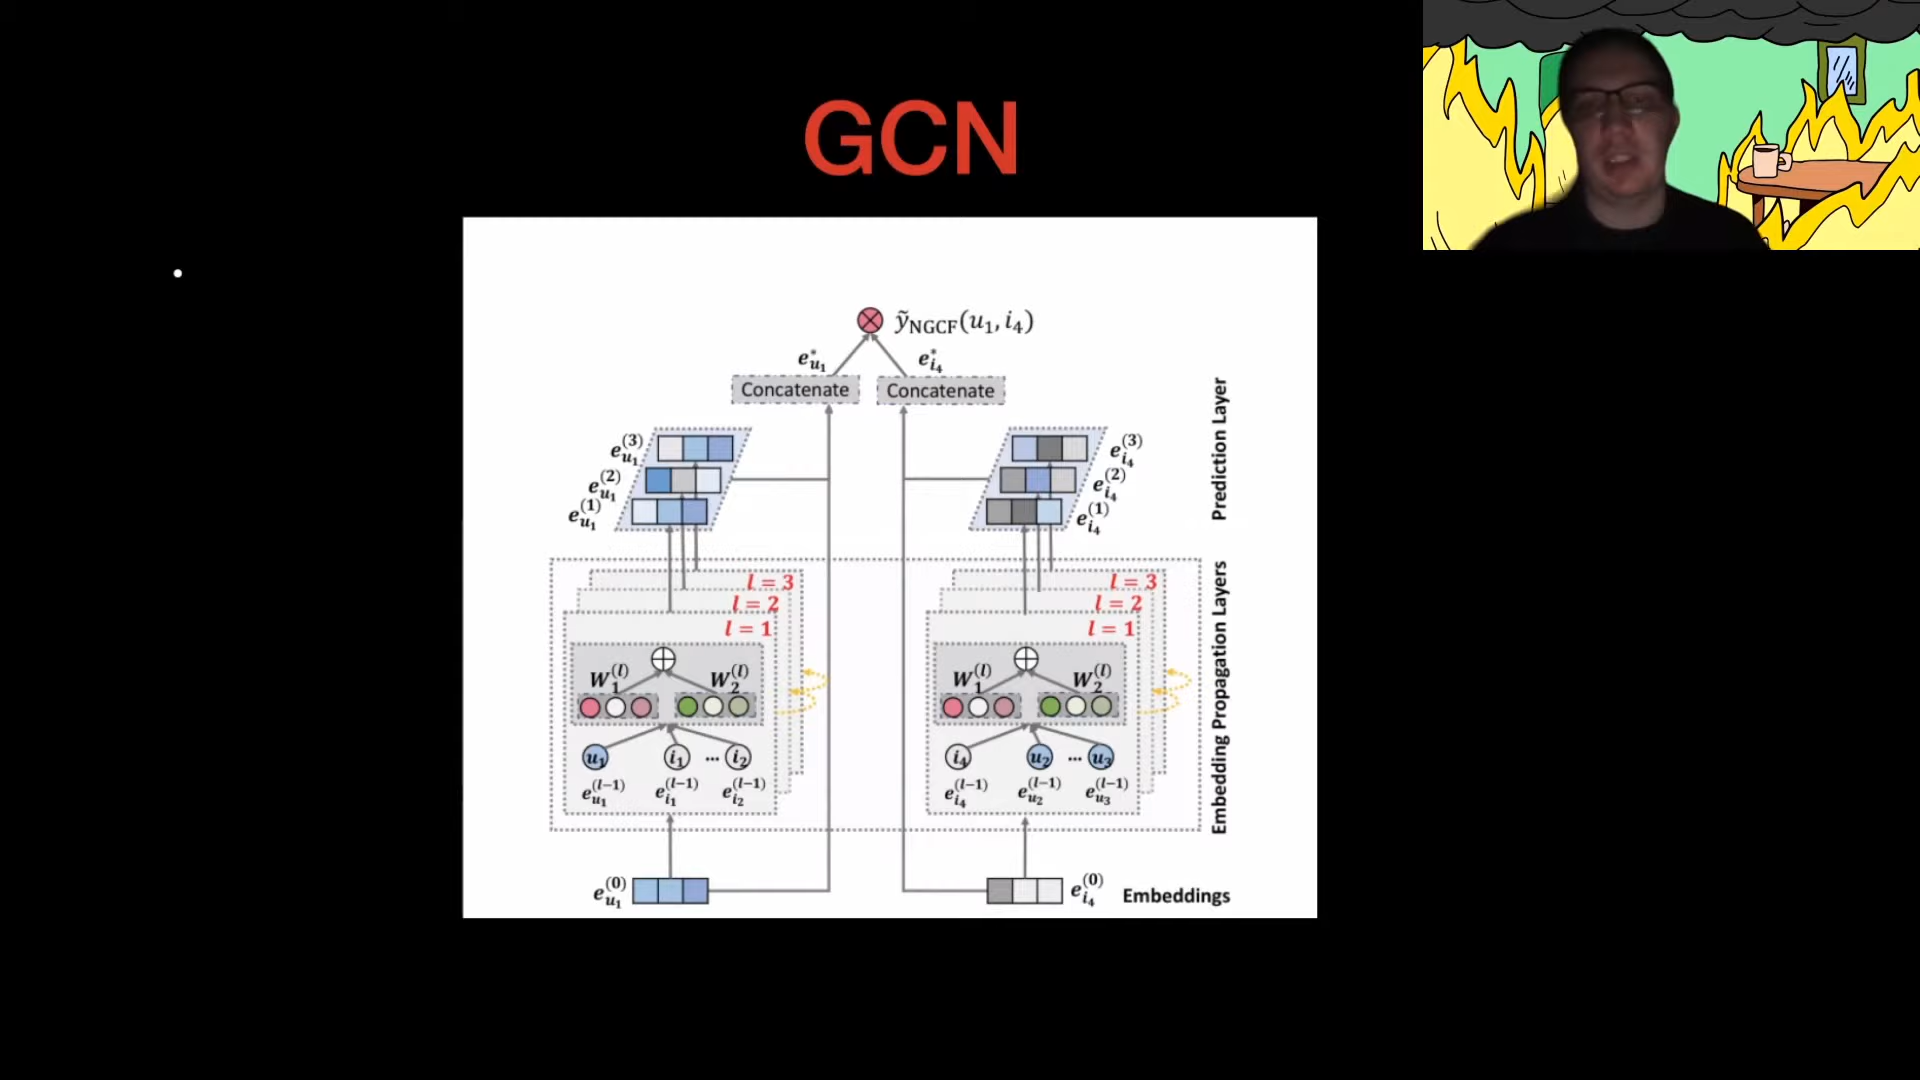 GCN
ỹNGCF(u1, i4)
e*u1 e*i4
Concatenate Concatenate
e(3)u1 e(3)i4
e(2)u1 e(2)i4
e(1)u1 e(1)i4
Prediction Layer
l = 3 l = 3
l = 2 l = 2
l = 1 l = 1
W(l)1 W(l)2 W(l)1 W(l)2
u1 i1 ... i2 i4 u2 ... u3
e(l−1)u1 e(l−1)i1 e(l−1)i2 e(l−1)i4 e(l−1)u2 e(l−1)u3
Embedding Propagation Layers
e(0)u1 e(0)i4 Embeddings